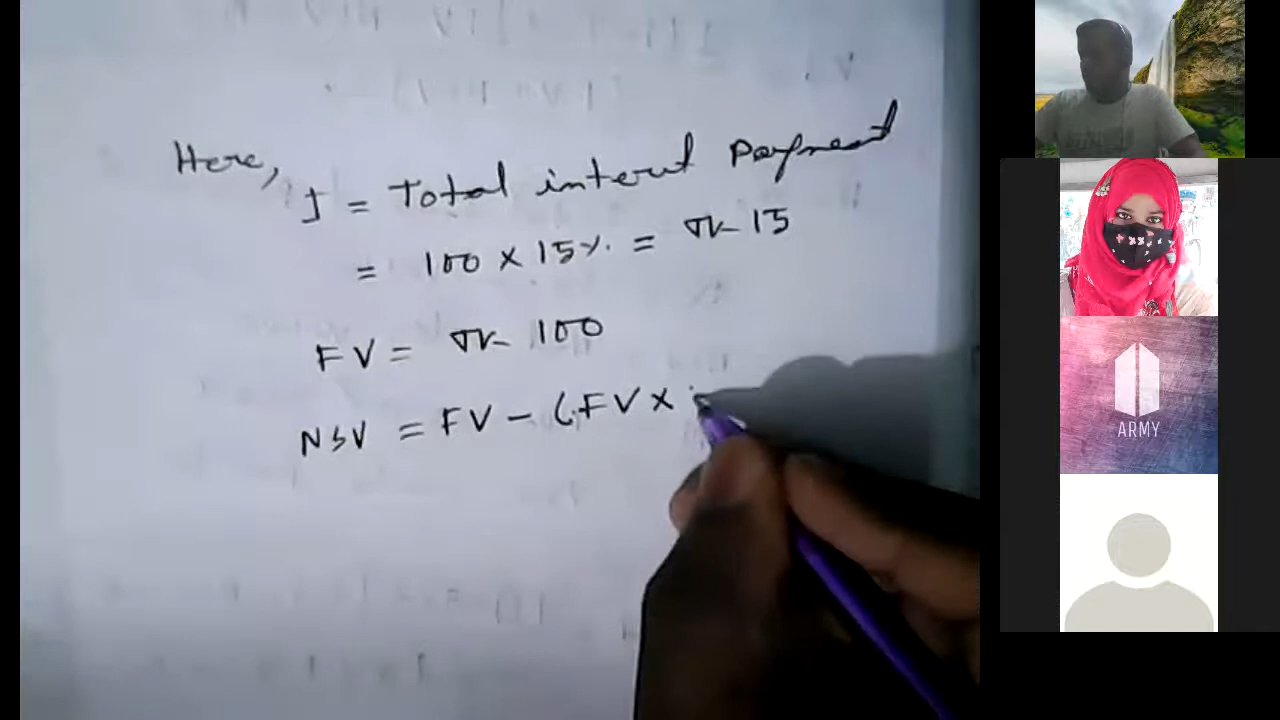 Here,
I = Total interest Payment
= 100 × 15% = Tk 15
FV = Tk 100
NSV = FV - (FV ×
ARMY